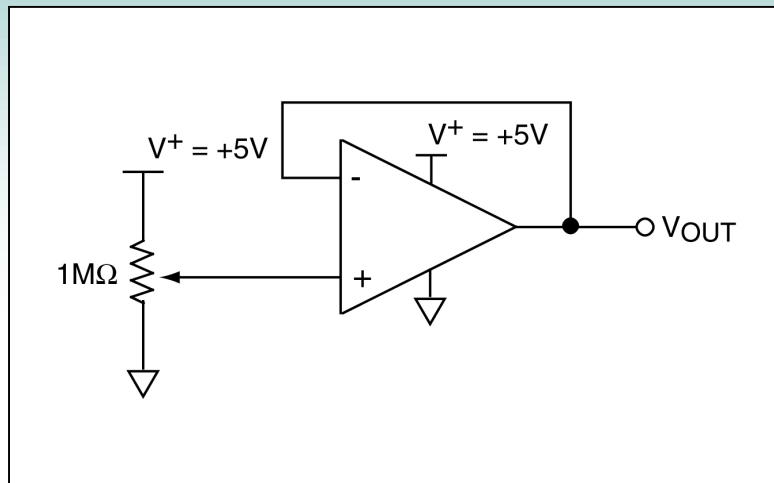 V+ = +5V
V+ = +5V
-
VOUT
1MΩ
+